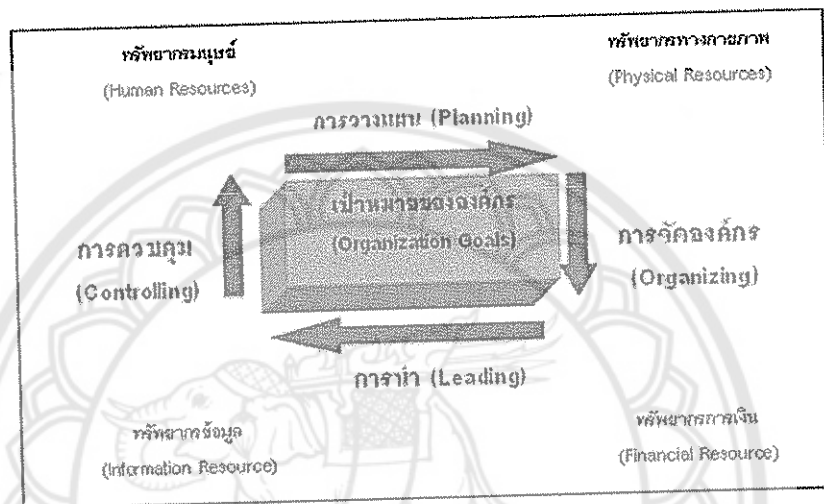 ทรัพยากรมนุษย์
(Human Resources)
ทรัพยากรทางกายภาพ
(Physical Resources)
การวางแผน (Planning)
เป้าหมายขององค์กร
(Organization Goals)
การควบคุม
(Controlling)
การจัดองค์กร
(Organizing)
การนำ (Leading)
ทรัพยากรข้อมูล
(Information Resource)
ทรัพยากรการเงิน
(Financial Resource)